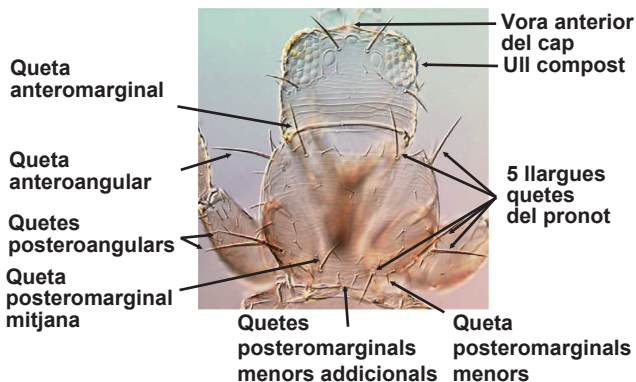 Vora anterior
del cap
Ull compost
Queta
anteromarginal
Queta
anteroangular
Quetes
posteroangulars
Queta
posteromarginal
mitjana
5 llargues
quetes
del pronot
Quetes
posteromarginals
menors addicionals
Queta
posteromarginal
menors